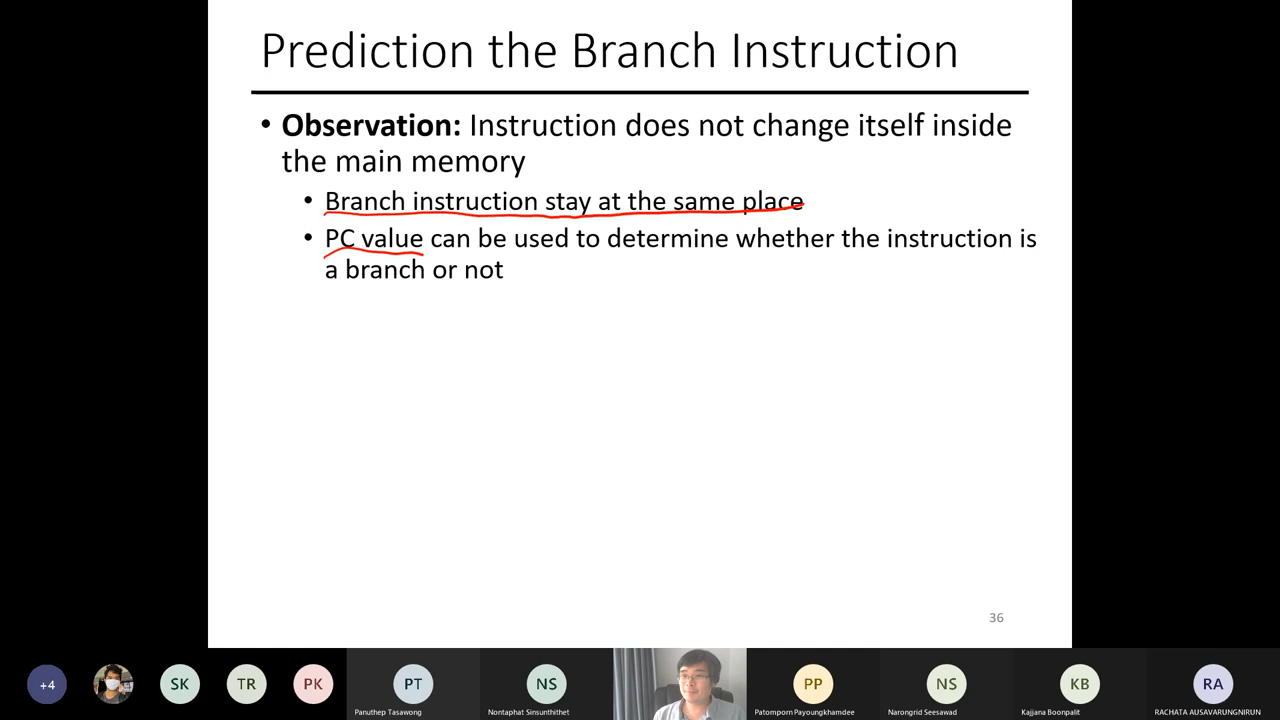 Prediction the Branch Instruction
• Observation: Instruction does not change itself inside
the main memory
• Branch instruction stay at the same place
• PC value can be used to determine whether the instruction is
a branch or not
36
+4
SK
TR
PK
PT
NS
PP
NS
KB
RA
Panuthep Tasawong
Nontaphat Sinsunthithet
Patomporn Payoungkhamdee
Narongrid Seesawad
Kajjana Boonpalit
RACHATA AUSAVARUNGNIRUN